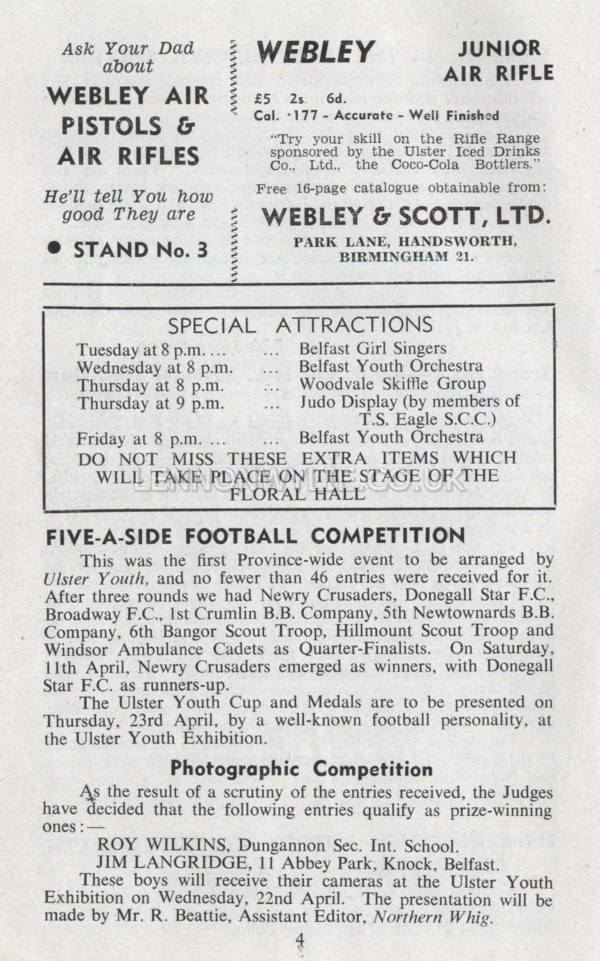 Ask Your Dad
about
WEBLEY AIR
PISTOLS &
AIR RIFLES
He'll tell You how
good They are
● STAND No. 3
WEBLEY JUNIOR
AIR RIFLE
£5 2s. 6d.
Cal. ·177 - Accurate - Well Finished
"Try your skill on the Rifle Range
sponsored by the Ulster Iced Drinks
Co., Ltd., the Coco-Cola Bottlers."
Free 16-page catalogue obtainable from:
WEBLEY & SCOTT, LTD.
PARK LANE, HANDSWORTH,
BIRMINGHAM 21.
SPECIAL ATTRACTIONS
Tuesday at 8 p.m. ... ... Belfast Girl Singers
Wednesday at 8 p.m. ... Belfast Youth Orchestra
Thursday at 8 p.m. ... Woodvale Skiffle Group
Thursday at 9 p.m. ... Judo Display (by members of
T.S. Eagle S.C.C.)
Friday at 8 p.m. ... ... Belfast Youth Orchestra
DO NOT MISS THESE EXTRA ITEMS WHICH
WILL TAKE PLACE ON THE STAGE OF THE
FLORAL HALL
LENNONWYLIE.CO.UK
FIVE-A-SIDE FOOTBALL COMPETITION
This was the first Province-wide event to be arranged by
Ulster Youth, and no fewer than 46 entries were received for it.
After three rounds we had Newry Crusaders, Donegall Star F.C.,
Broadway F.C., 1st Crumlin B.B. Company, 5th Newtownards B.B.
Company, 6th Bangor Scout Troop, Hillmount Scout Troop and
Windsor Ambulance Cadets as Quarter-Finalists. On Saturday,
11th April, Newry Crusaders emerged as winners, with Donegall
Star F.C. as runners-up.
The Ulster Youth Cup and Medals are to be presented on
Thursday, 23rd April, by a well-known football personality, at
the Ulster Youth Exhibition.
Photographic Competition
As the result of a scrutiny of the entries received, the Judges
have decided that the following entries qualify as prize-winning
ones:—
ROY WILKINS, Dungannon Sec. Int. School.
JIM LANGRIDGE, 11 Abbey Park, Knock, Belfast.
These boys will receive their cameras at the Ulster Youth
Exhibition on Wednesday, 22nd April. The presentation will be
made by Mr. R. Beattie, Assistant Editor, Northern Whig.
4